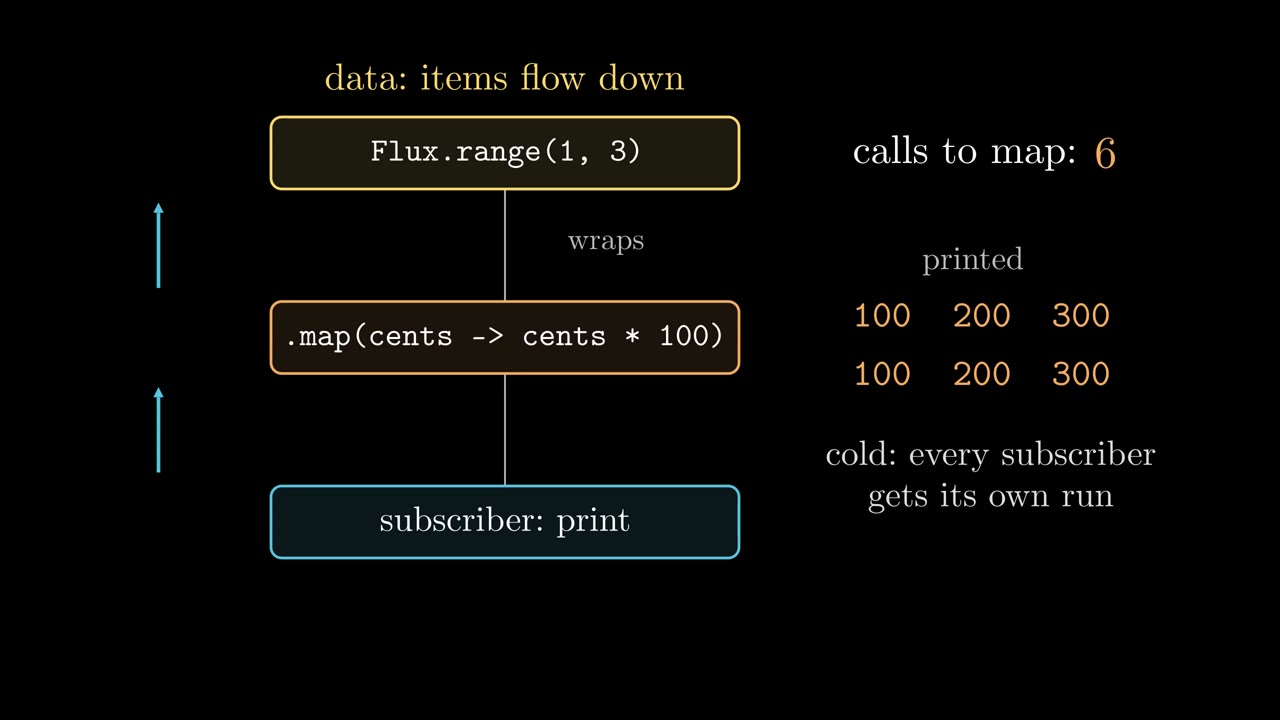 data: items flow down
Flux.range(1, 3)
calls to map: 6
wraps
printed
100 200 300
.map(cents -> cents * 100)
100 200 300
cold: every subscriber
gets its own run
subscriber: print